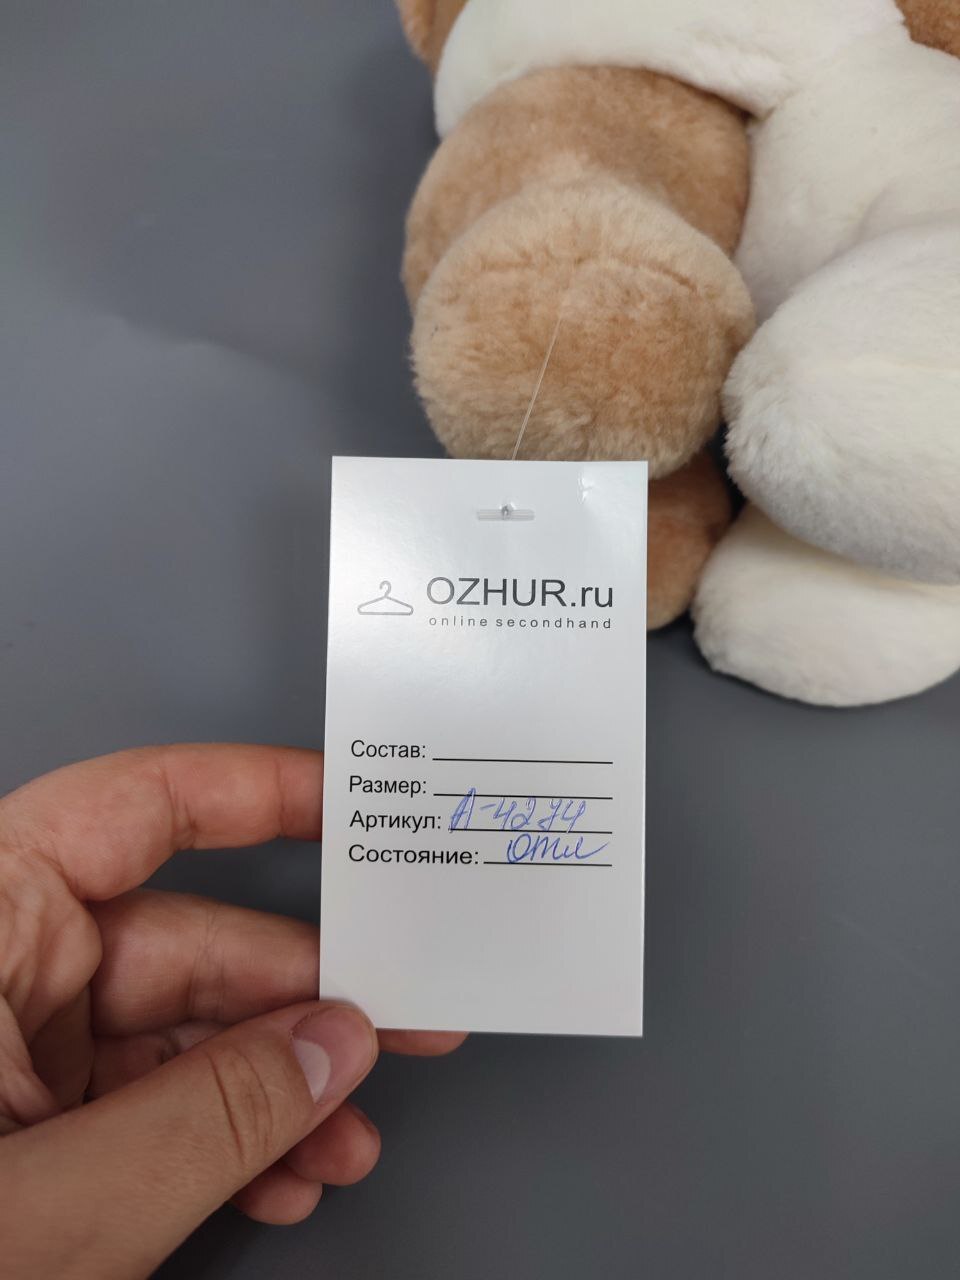 OZHUR.ru
online secondhand
Состав:
Размер:
Артикул: А-4274
Состояние: отл